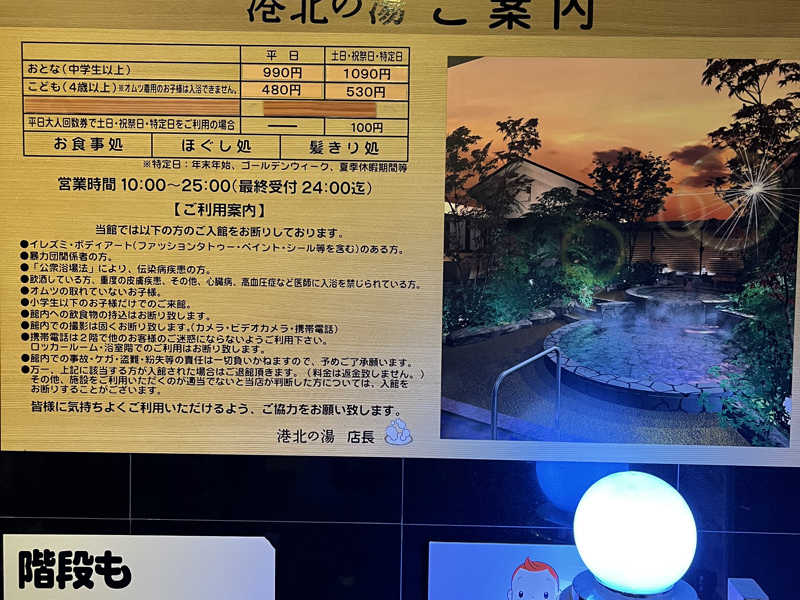 港北の湯 ご案内
平日 土日・祝祭日・特定日
おとな(中学生以上) 990円 1090円
こども(4歳以上)※オムツ着用のお子様は入浴できません。 480円 530円
平日大人回数券で土日・祝祭日・特定日をご利用の場合 — 100円
お食事処 ほぐし処 髪きり処
※特定日:年末年始、ゴールデンウィーク、夏季休暇期間等
営業時間 10:00〜25:00(最終受付 24:00迄)
【ご利用案内】
当館では以下の方のご入館をお断りしております。
●イレズミ・ボディアート(ファッションタトゥー・ペイント・シール等を含む)のある方。
●暴力団関係者の方。
●「公衆浴場法」により、伝染病疾患の方。
●飲酒している方、重度の皮膚疾患、その他、心臓病、高血圧症など医師に入浴を禁じられている方。
●オムツの取れていないお子様。
●小学生以下のお子様だけでのご来館。
●館内への飲食物の持込はお断り致します。
●館内での撮影は固くお断り致します。(カメラ・ビデオカメラ・携帯電話)
●携帯電話は2階で他のお客様のご迷惑にならないようご利用下さい。
ロッカールーム・浴室階でのご利用はお断り致します。
●館内での事故・ケガ・盗難・紛失等の責任は一切負いかねますので、予めご了承願います。
●万一、上記に該当する方が入館された場合はご退館頂きます。(料金は返金致しません。)
その他、施設をご利用いただくのが適当でないと当店が判断した方については、入館を
お断りすることがございます。
皆様に気持ちよくご利用いただけるよう、ご協力をお願い致します。
港北の湯 店長
階段も